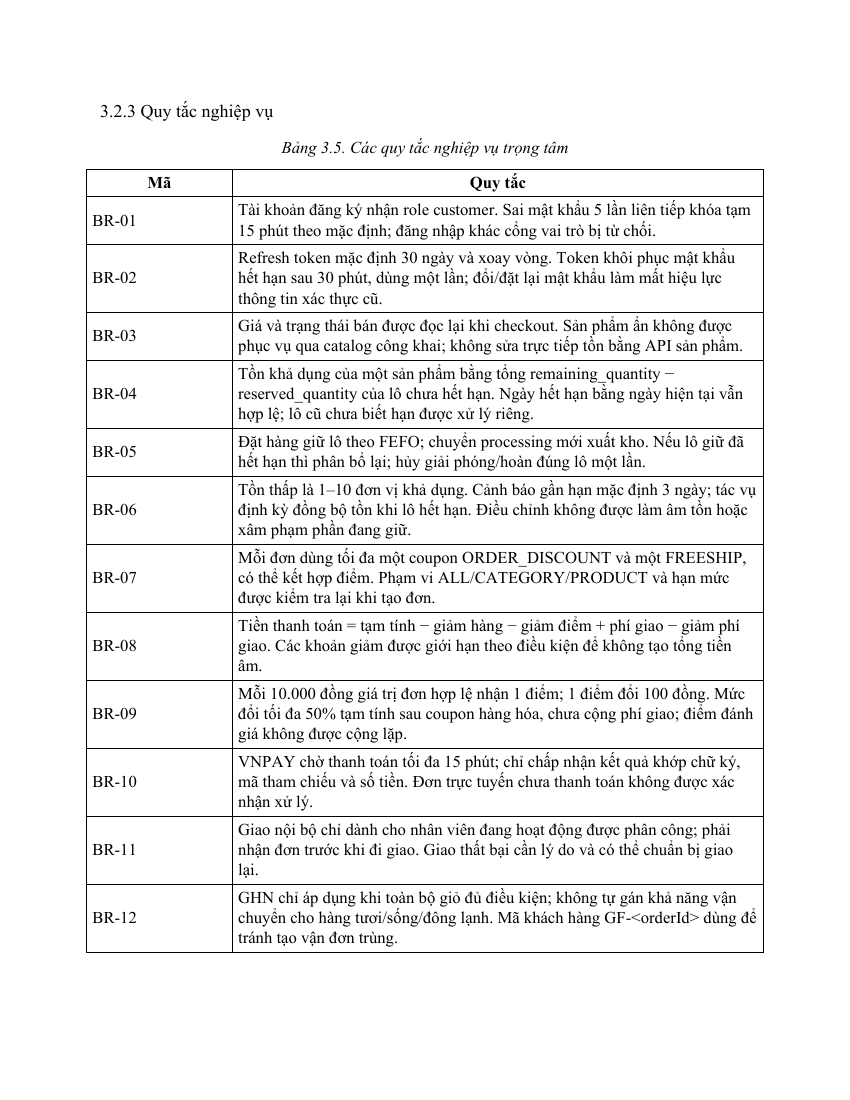 3.2.3 Quy tắc nghiệp vụ
Bảng 3.5. Các quy tắc nghiệp vụ trọng tâm
Mã
Quy tắc
BR-01
Tài khoản đăng ký nhận role customer. Sai mật khẩu 5 lần liên tiếp khóa tạm
15 phút theo mặc định; đăng nhập khác cổng vai trò bị từ chối.
BR-02
Refresh token mặc định 30 ngày và xoay vòng. Token khôi phục mật khẩu
hết hạn sau 30 phút, dùng một lần; đổi/đặt lại mật khẩu làm mất hiệu lực
thông tin xác thực cũ.
BR-03
Giá và trạng thái bán được đọc lại khi checkout. Sản phẩm ẩn không được
phục vụ qua catalog công khai; không sửa trực tiếp tồn bằng API sản phẩm.
BR-04
Tồn khả dụng của một sản phẩm bằng tổng remaining_quantity −
reserved_quantity của lô chưa hết hạn. Ngày hết hạn bằng ngày hiện tại vẫn
hợp lệ; lô cũ chưa biết hạn được xử lý riêng.
BR-05
Đặt hàng giữ lô theo FEFO; chuyển processing mới xuất kho. Nếu lô giữ đã
hết hạn thì phân bổ lại; hủy giải phóng/hoàn đúng lô một lần.
BR-06
Tồn thấp là 1–10 đơn vị khả dụng. Cảnh báo gần hạn mặc định 3 ngày; tác vụ
định kỳ đồng bộ tồn khi lô hết hạn. Điều chỉnh không được làm âm tồn hoặc
xâm phạm phần đang giữ.
BR-07
Mỗi đơn dùng tối đa một coupon ORDER_DISCOUNT và một FREESHIP,
có thể kết hợp điểm. Phạm vi ALL/CATEGORY/PRODUCT và hạn mức
được kiểm tra lại khi tạo đơn.
BR-08
Tiền thanh toán = tạm tính − giảm hàng − giảm điểm + phí giao − giảm phí
giao. Các khoản giảm được giới hạn theo điều kiện để không tạo tổng tiền
âm.
BR-09
Mỗi 10.000 đồng giá trị đơn hợp lệ nhận 1 điểm; 1 điểm đổi 100 đồng. Mức
đổi tối đa 50% tạm tính sau coupon hàng hóa, chưa cộng phí giao; điểm đánh
giá không được cộng lặp.
BR-10
VNPAY chờ thanh toán tối đa 15 phút; chỉ chấp nhận kết quả khớp chữ ký,
mã tham chiếu và số tiền. Đơn trực tuyến chưa thanh toán không được xác
nhận xử lý.
BR-11
Giao nội bộ chỉ dành cho nhân viên đang hoạt động được phân công; phải
nhận đơn trước khi đi giao. Giao thất bại cần lý do và có thể chuẩn bị giao
lại.
BR-12
GHN chỉ áp dụng khi toàn bộ giỏ đủ điều kiện; không tự gán khả năng vận
chuyển cho hàng tươi/sống/đông lạnh. Mã khách hàng GF-<orderId> dùng để
tránh tạo vận đơn trùng.